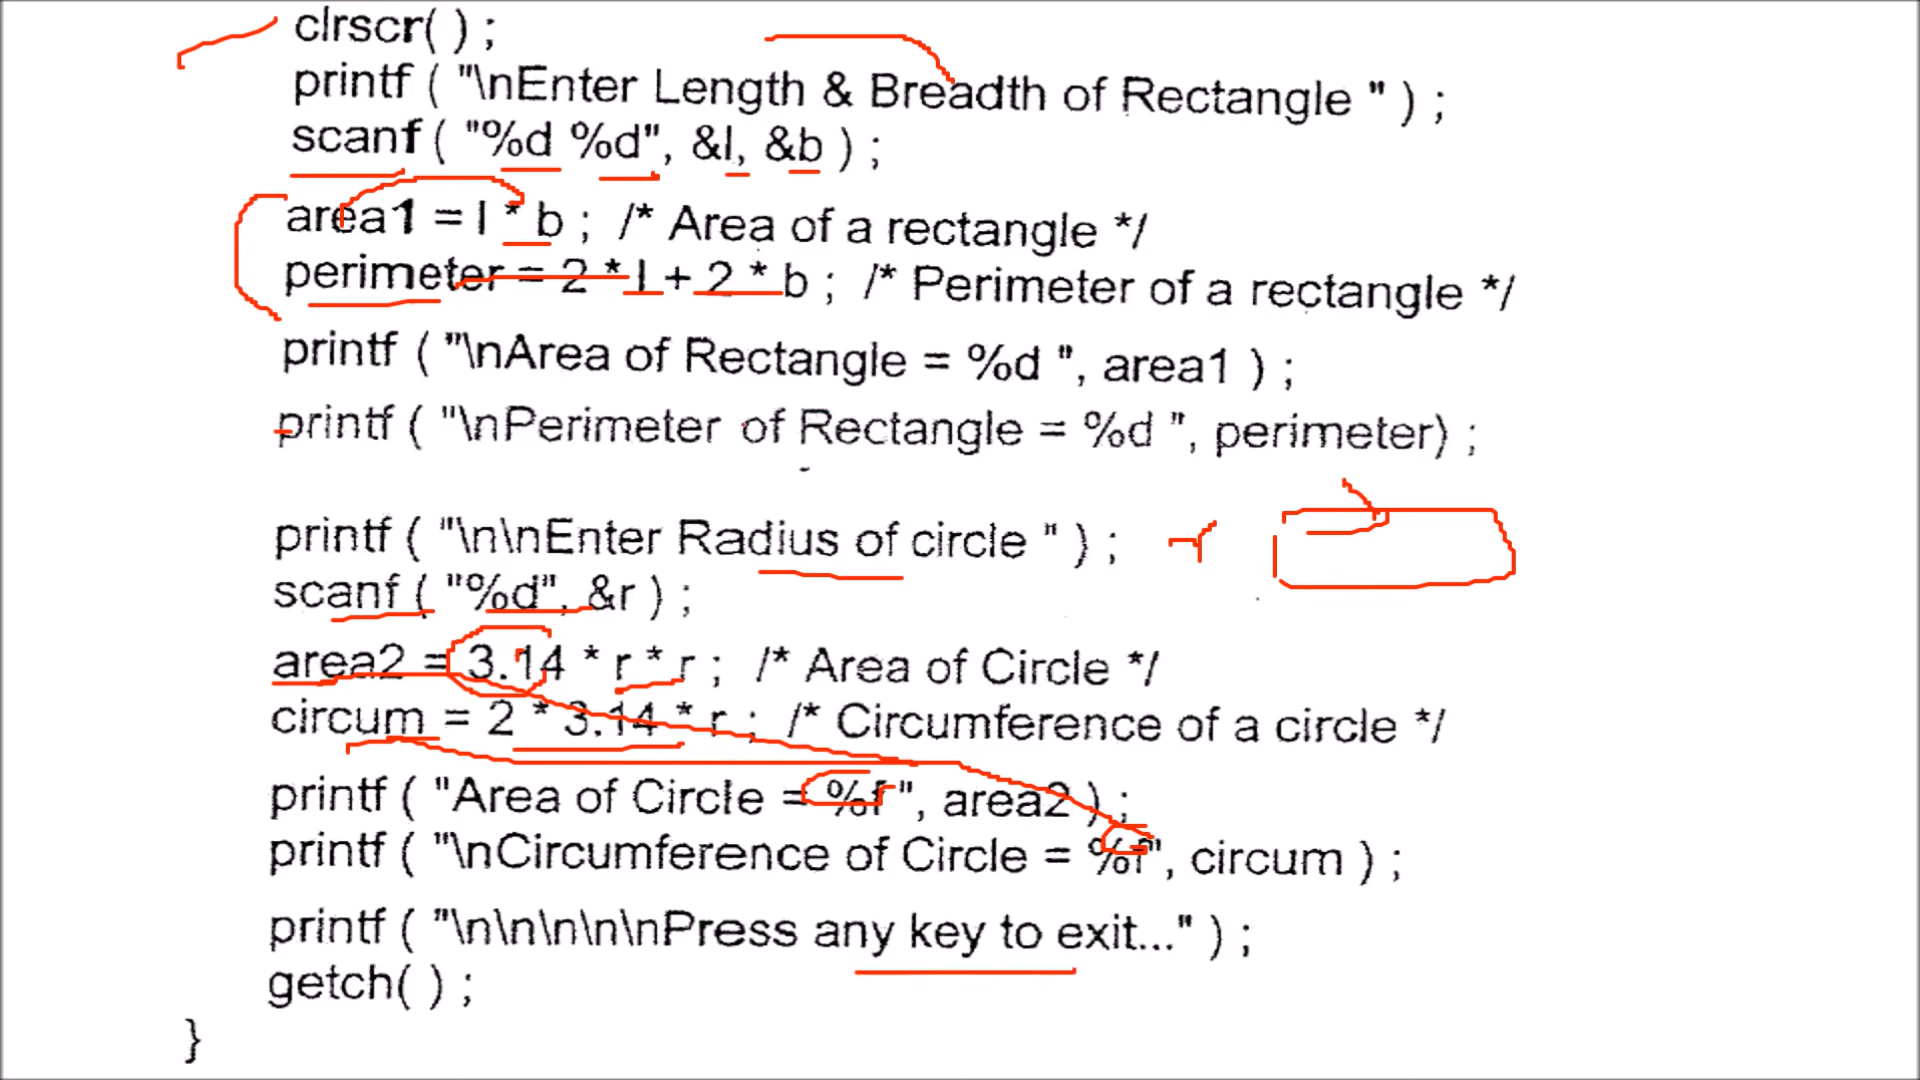 clrscr( ) ;
printf ( "\nEnter Length & Breadth of Rectangle " ) ;
scanf ( "%d %d", &l, &b ) ;
area1 = l * b ; /* Area of a rectangle */
perimeter = 2 * l + 2 * b ; /* Perimeter of a rectangle */
printf ( "\nArea of Rectangle = %d ", area1 ) ;
printf ( "\nPerimeter of Rectangle = %d ", perimeter) ;
printf ( "\n\nEnter Radius of circle " ) ;
scanf ( "%d", &r ) ;
area2 = 3.14 * r * r ; /* Area of Circle */
circum = 2 * 3.14 * r ; /* Circumference of a circle */
printf ( "Area of Circle = %f ", area2 ) ;
printf ( "\nCircumference of Circle = %f", circum ) ;
printf ( "\n\n\n\n\nPress any key to exit..." ) ;
getch( ) ;
}